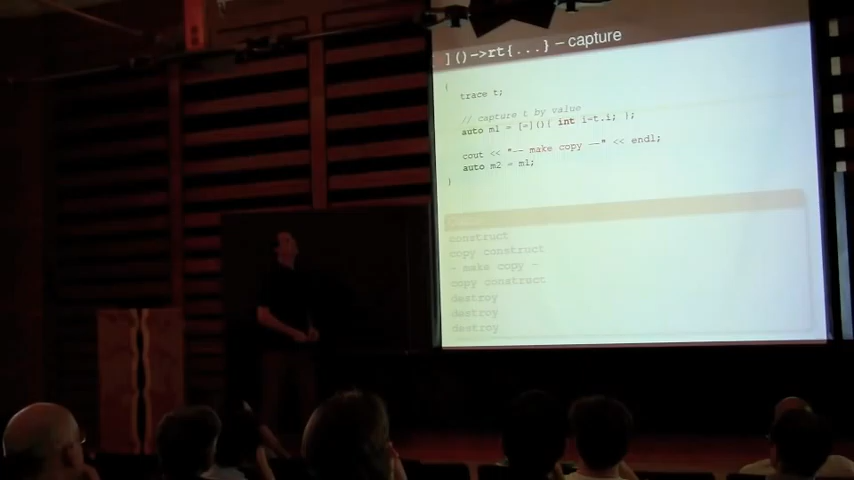 ]()->rt{...} – capture
{
trace t;
// capture t by value
auto m1 = [=](){ int i=t.i; };
cout << "-- make copy --" << endl;
auto m2 = m1;
}
construct
copy construct
- make copy -
copy construct
destroy
destroy
destroy